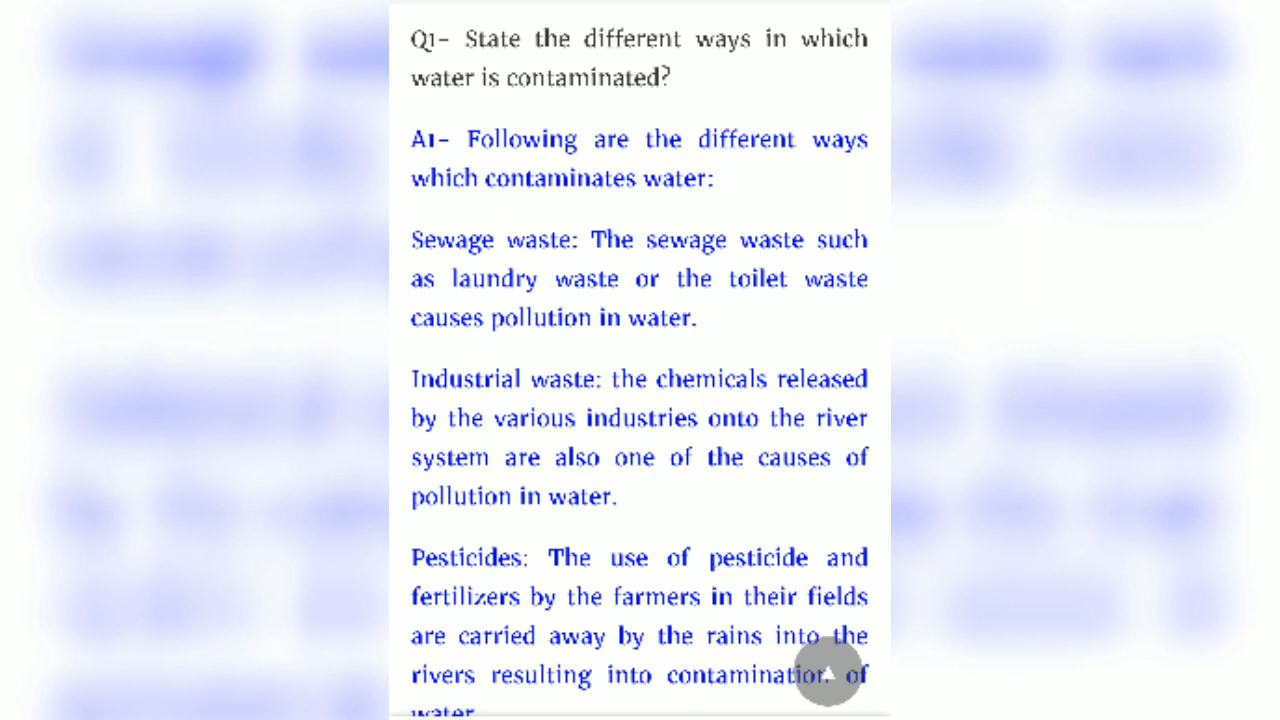 Q1- State the different ways in which
water is contaminated?
A1- Following are the different ways
which contaminates water:
Sewage waste: The sewage waste such
as laundry waste or the toilet waste
causes pollution in water.
Industrial waste: the chemicals released
by the various industries onto the river
system are also one of the causes of
pollution in water.
Pesticides: The use of pesticide and
fertilizers by the farmers in their fields
are carried away by the rains into the
rivers resulting into contamination of
water